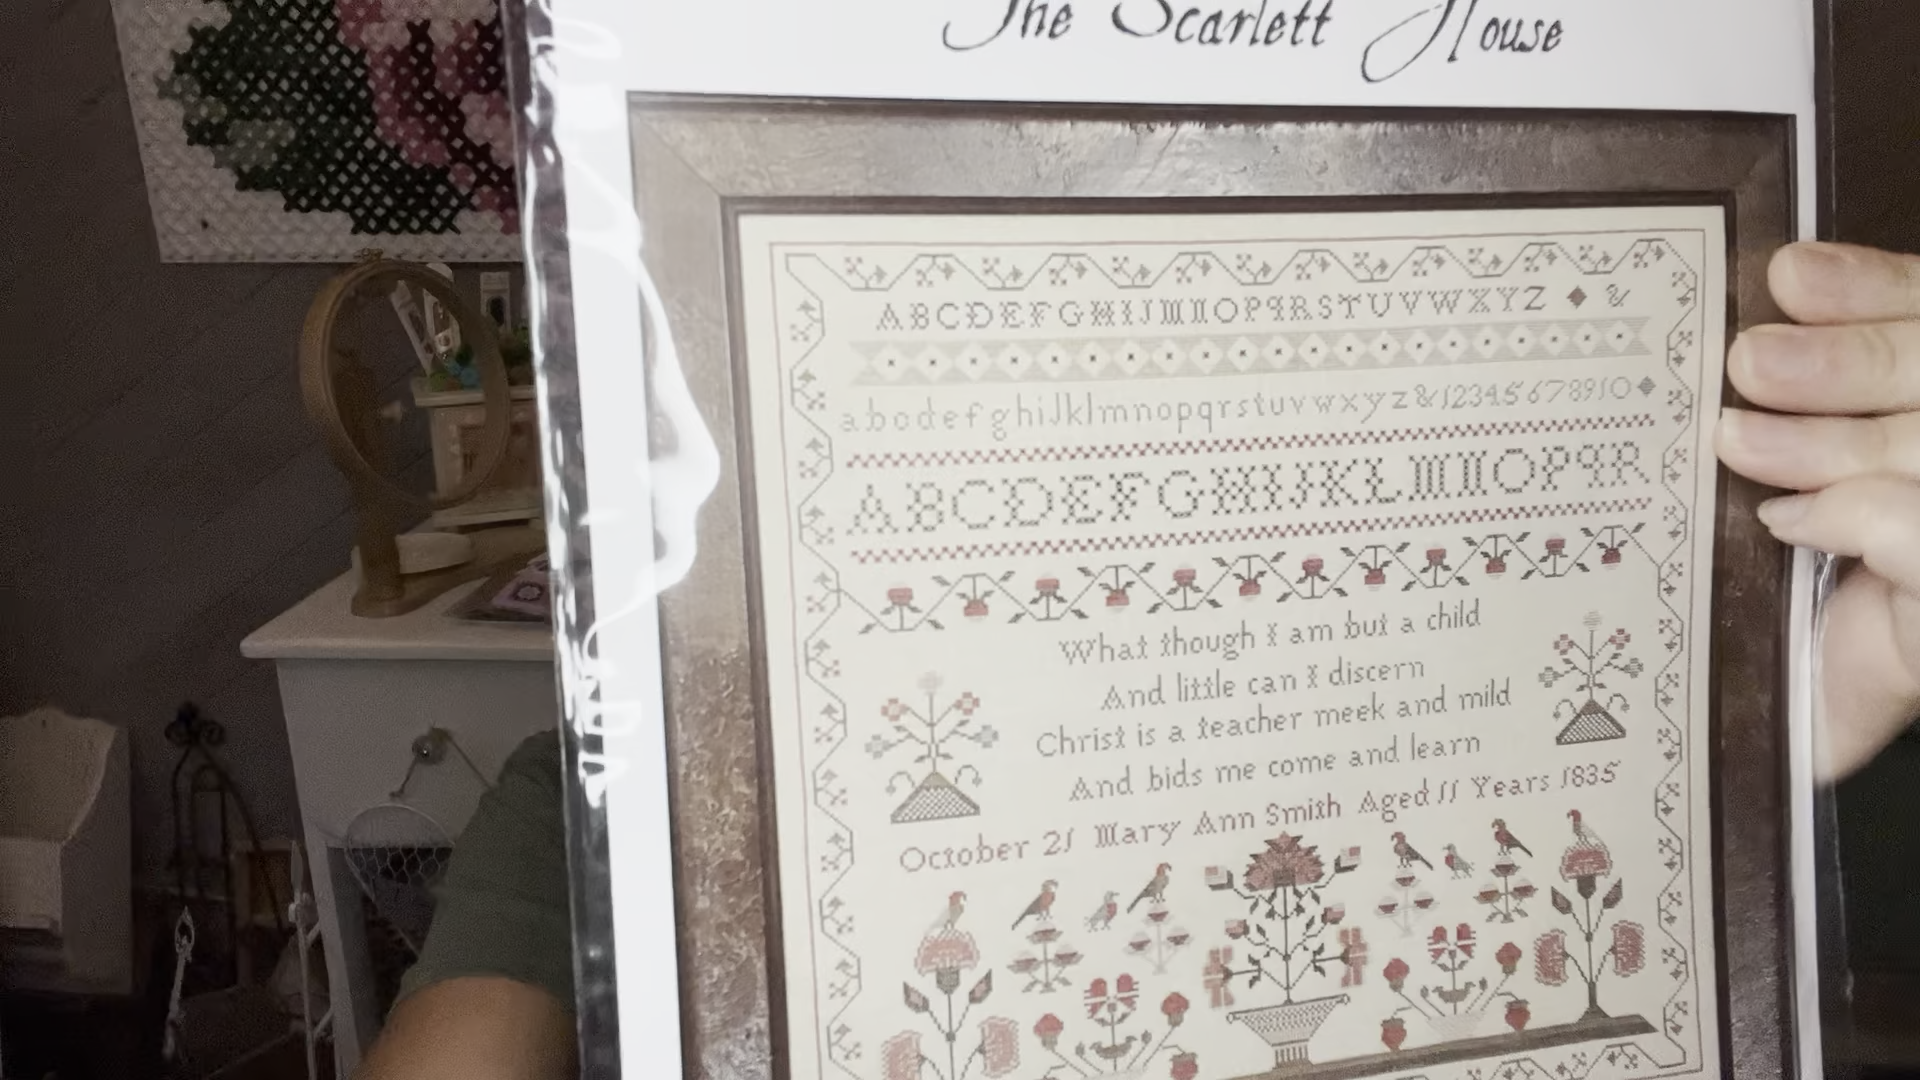 The Scarlett House
ABCDEFGHIJMNOPQRSTUVWXYZ &
abcdefghiJklmnopqrstuvwxyz&12345678910
ABCDEFGHIJKLMNOPQR
What though I am but a child
And little can I discern
Christ is a teacher meek and mild
And bids me come and learn
October 21 Mary Ann Smith Aged 11 Years 1835